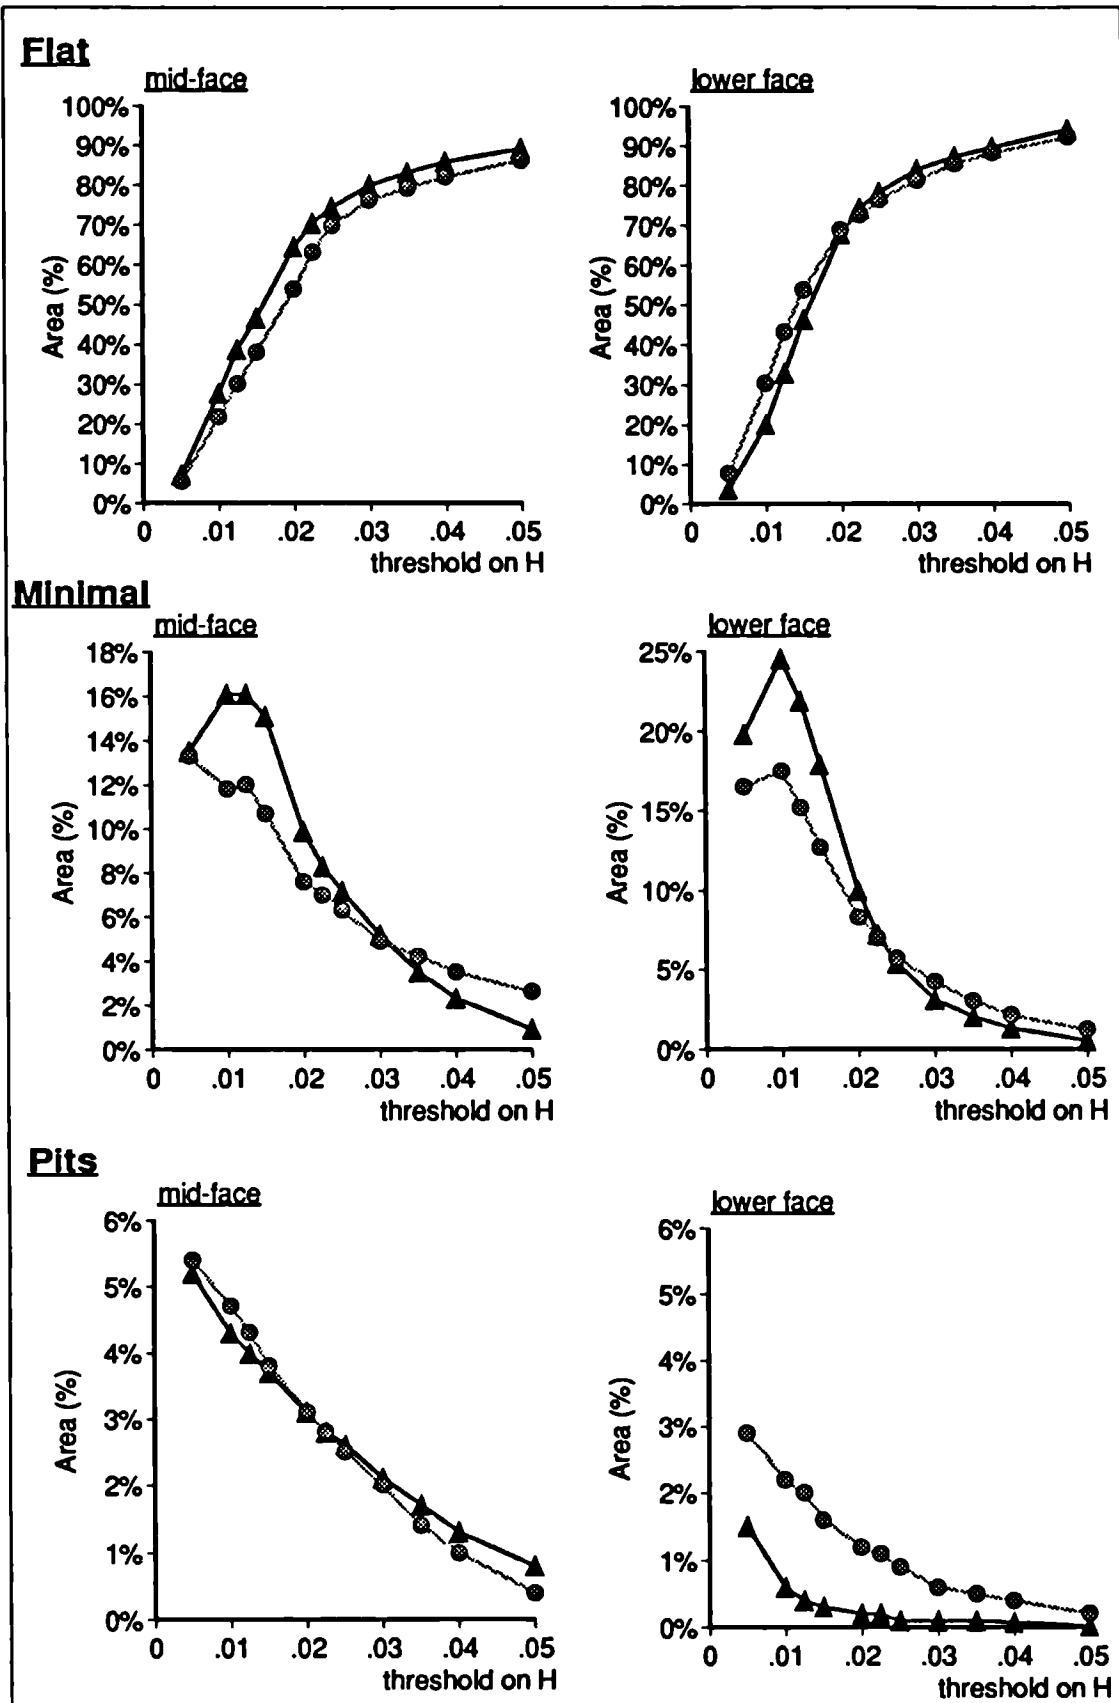 Flat
mid-face
100%
90%
80%
70%
60%
50%
40%
30%
20%
10%
0%
Area (%)
0 .01 .02 .03 .04 .05
threshold on H
lower face
100%
90%
80%
70%
60%
50%
40%
30%
20%
10%
0%
Area (%)
0 .01 .02 .03 .04 .05
threshold on H
Minimal
mid-face
18%
16%
14%
12%
10%
8%
6%
4%
2%
0%
Area (%)
0 .01 .02 .03 .04 .05
threshold on H
lower face
25%
20%
15%
10%
5%
0%
Area (%)
0 .01 .02 .03 .04 .05
threshold on H
Pits
mid-face
6%
5%
4%
3%
2%
1%
0%
Area (%)
0 .01 .02 .03 .04 .05
threshold on H
lower face
6%
5%
4%
3%
2%
1%
0%
Area (%)
0 .01 .02 .03 .04 .05
threshold on H